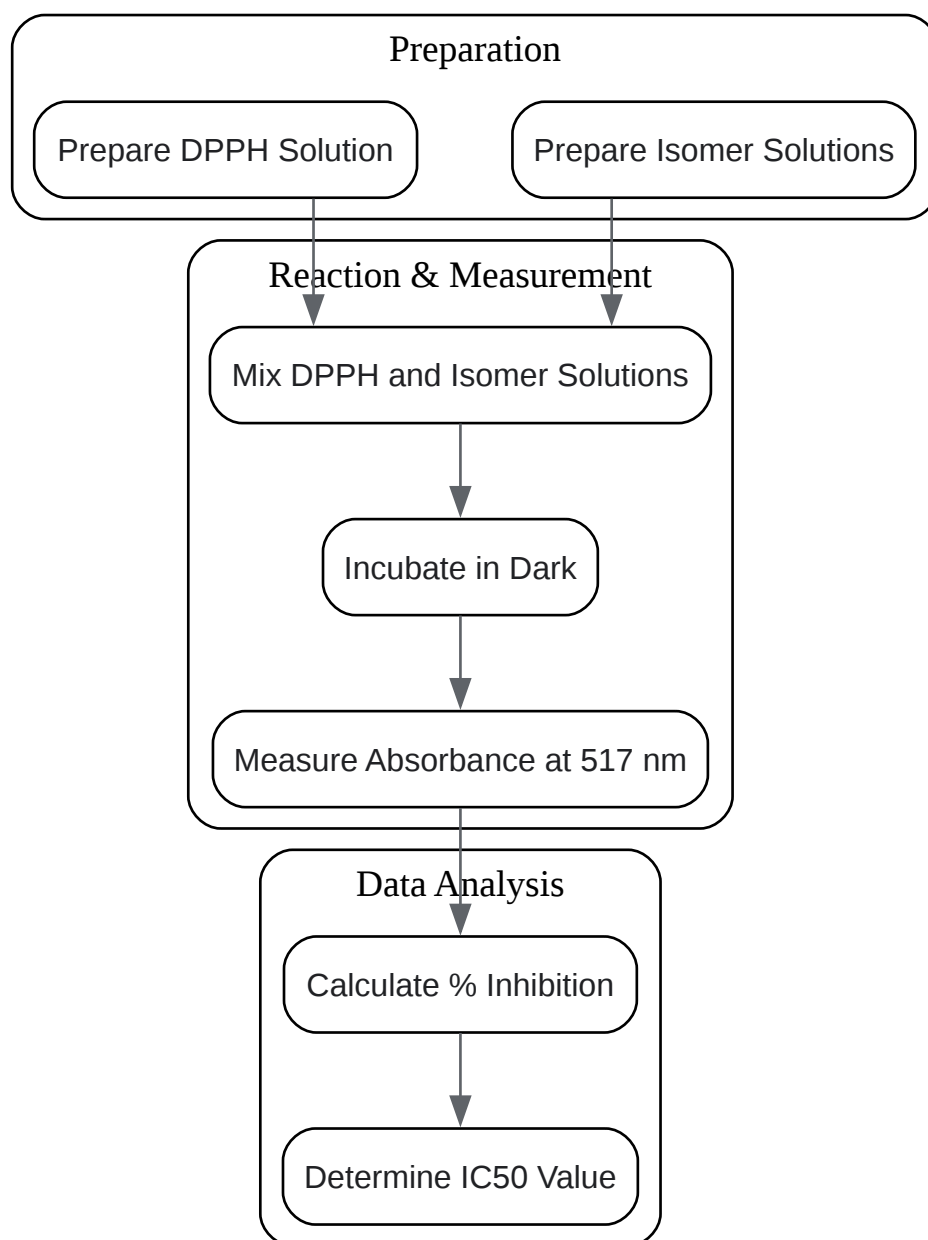 Preparation
Prepare DPPH Solution
Prepare Isomer Solutions
Reaction & Measurement
Mix DPPH and Isomer Solutions
Incubate in Dark
Measure Absorbance at 517 nm
Data Analysis
Calculate % Inhibition
Determine IC50 Value